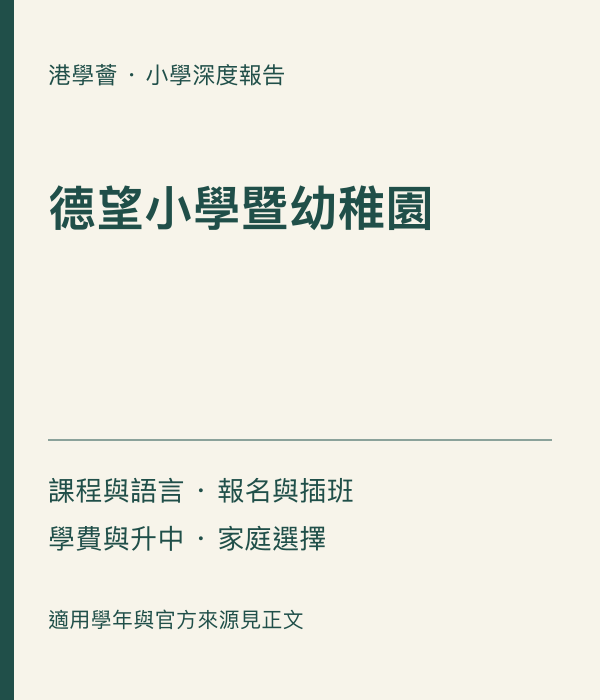 港學薈 · 小學深度報告
德望小學暨幼稚園
課程與語言 · 報名與插班
學費與升中 · 家庭選擇
適用學年與官方來源見正文